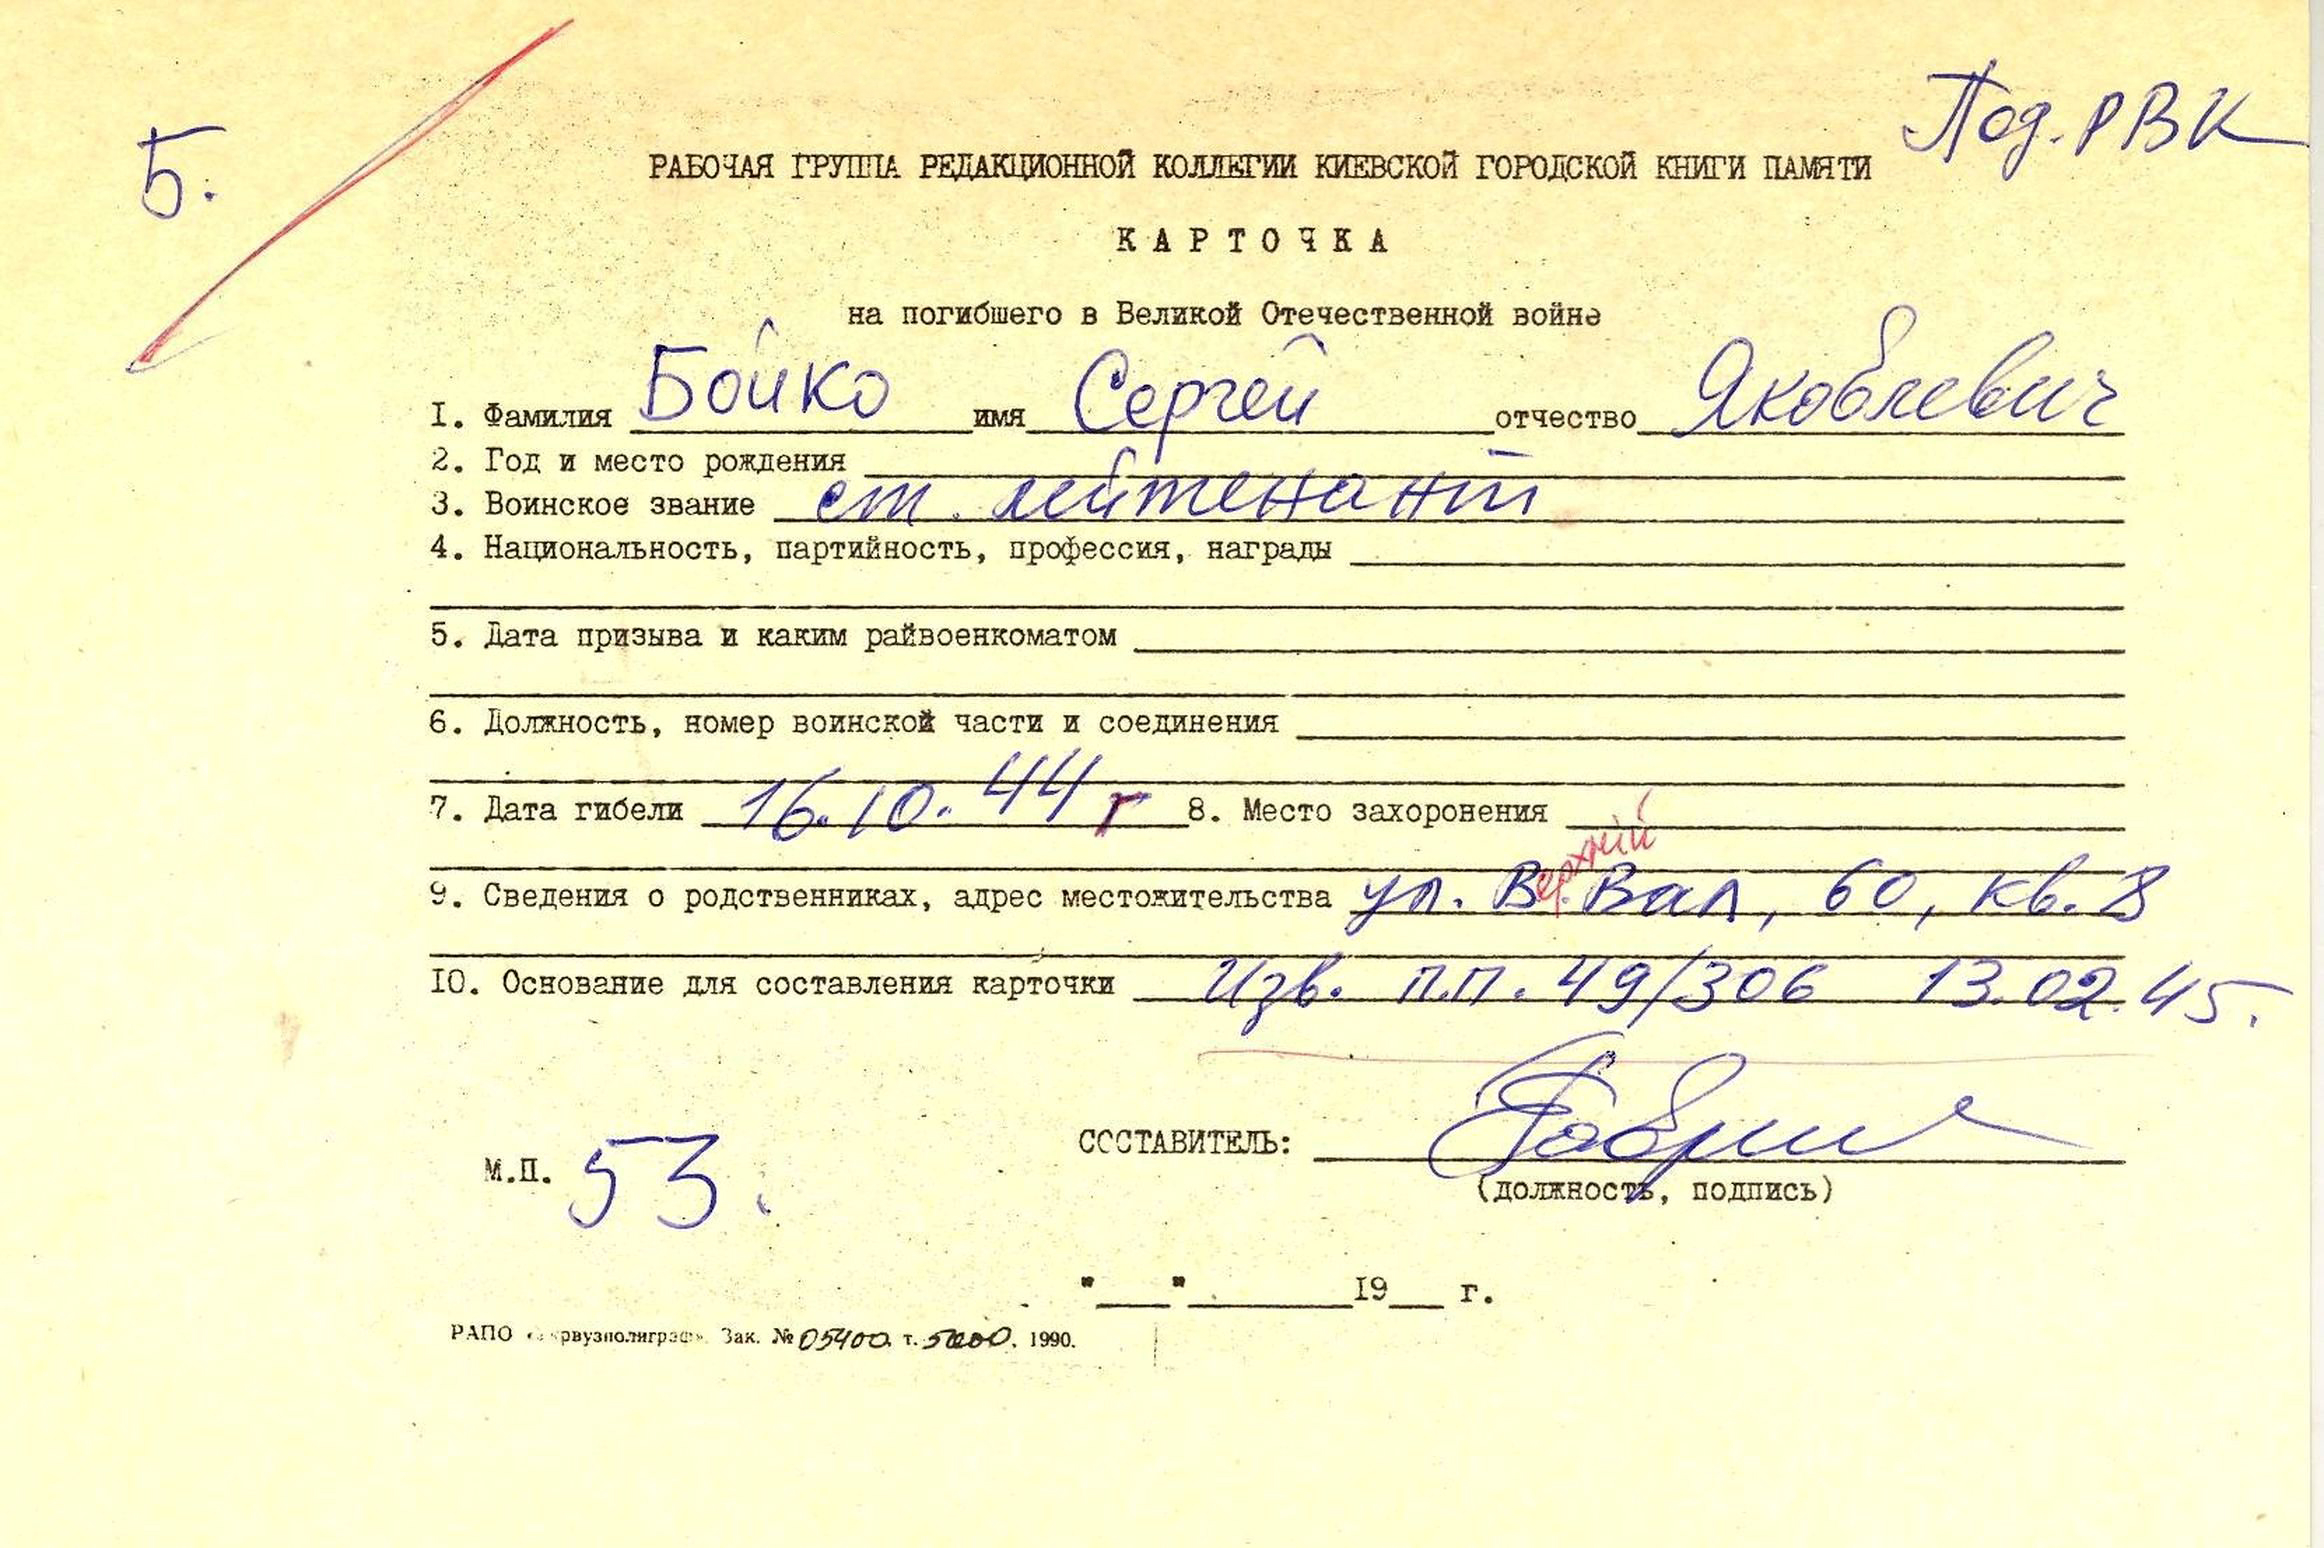 5.
Под. РВК
РАБОЧАЯ ГРУППА РЕДАКЦИОННОЙ КОЛЛЕГИИ КИЕВСКОЙ ГОРОДСКОЙ КНИГИ ПАМЯТИ
КАРТОЧКА
на погибшего в Великой Отечественной войне
I. Фамилия Бойко имя Сергей отчество Яковлевич
2. Год и место рождения
3. Воинское звание ст. лейтенант
4. Национальность, партийность, профессия, награды
5. Дата призыва и каким райвоенкоматом
6. Должность, номер воинской части и соединения
7. Дата гибели 16.10.44 г 8. Место захоронения
9. Сведения о родственниках, адрес местожительства ул. Верхний Вал, 60, кв. 8
IO. Основание для составления карточки Изв. п.п. 49/306 13.02.45.
СОСТАВИТЕЛЬ:
М.П. 53.
(должность, подпись)
"___"______19__ г.
РАПО Зак. № 05400. т. 5000. 1990.